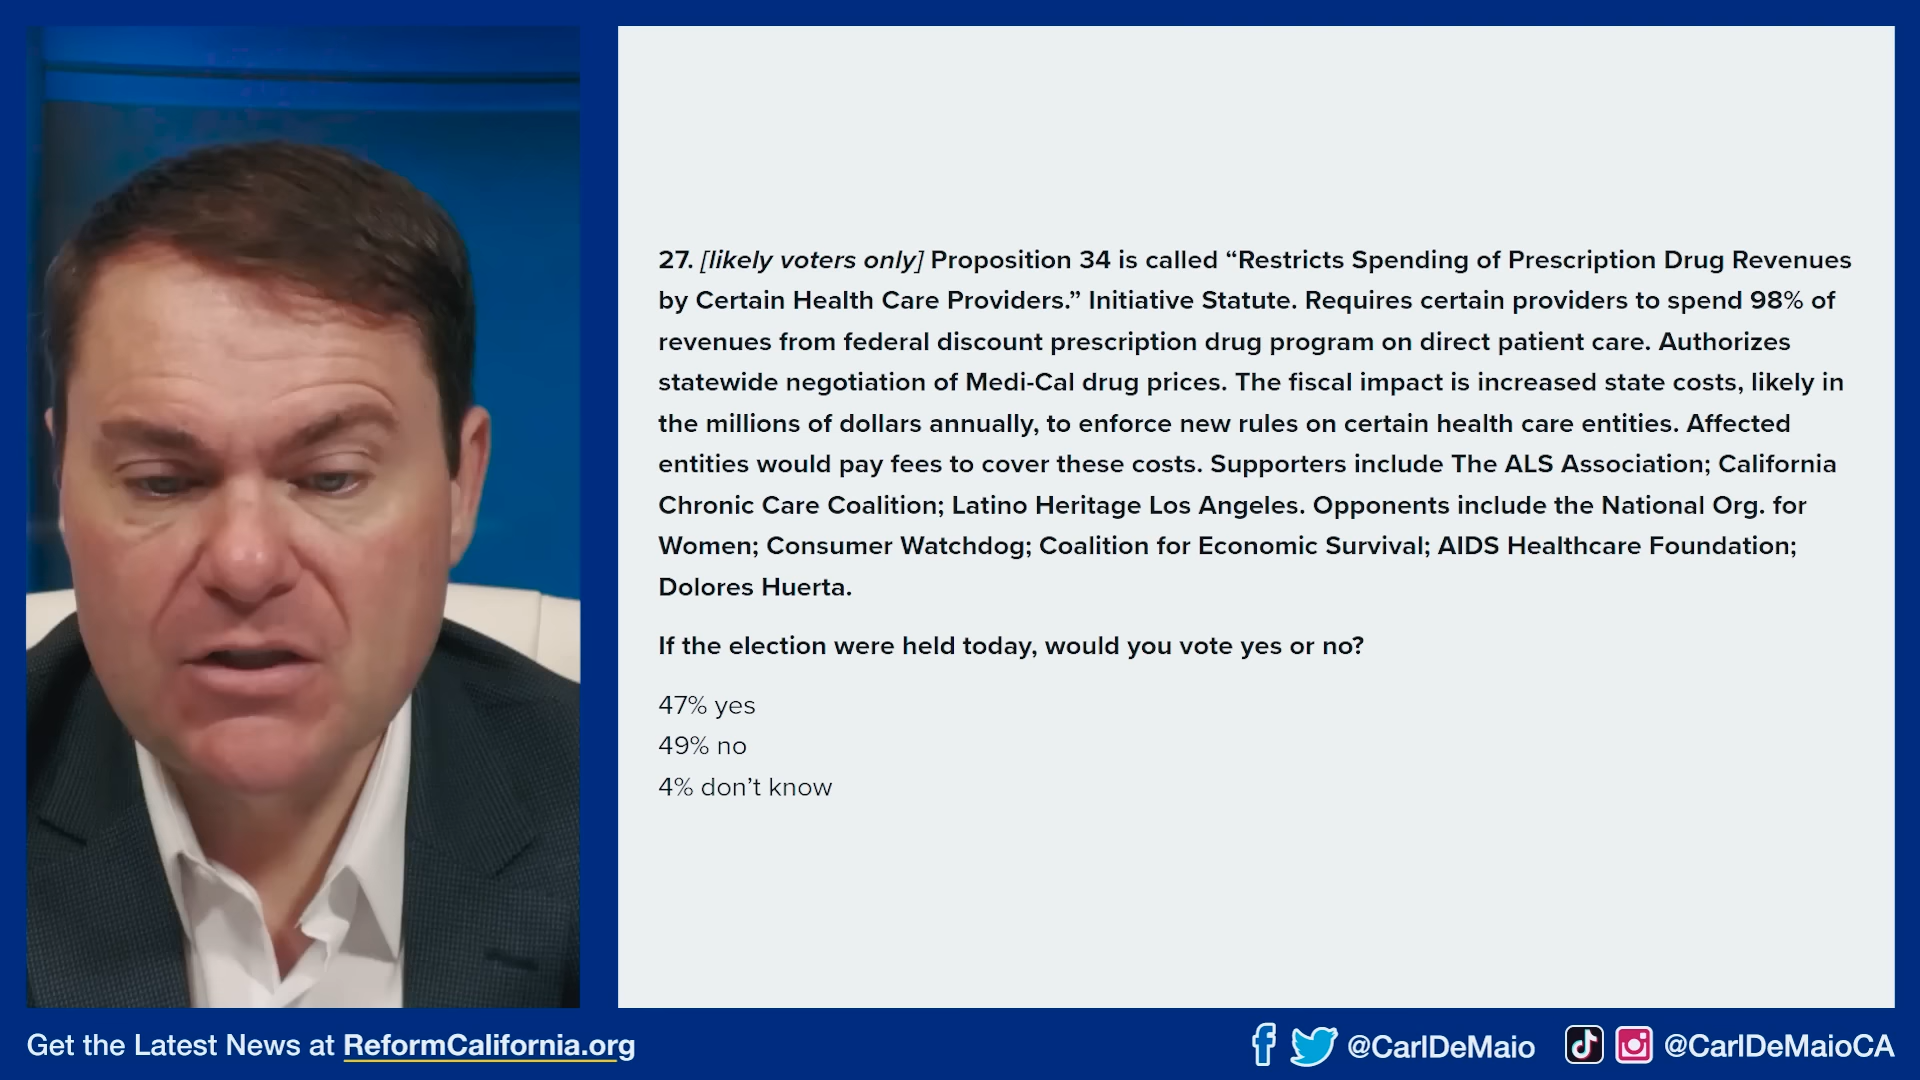 27. [likely voters only] Proposition 34 is called “Restricts Spending of Prescription Drug Revenues
by Certain Health Care Providers.” Initiative Statute. Requires certain providers to spend 98% of
revenues from federal discount prescription drug program on direct patient care. Authorizes
statewide negotiation of Medi-Cal drug prices. The fiscal impact is increased state costs, likely in
the millions of dollars annually, to enforce new rules on certain health care entities. Affected
entities would pay fees to cover these costs. Supporters include The ALS Association; California
Chronic Care Coalition; Latino Heritage Los Angeles. Opponents include the National Org. for
Women; Consumer Watchdog; Coalition for Economic Survival; AIDS Healthcare Foundation;
Dolores Huerta.
If the election were held today, would you vote yes or no?
47% yes
49% no
4% don’t know
Get the Latest News at ReformCalifornia.org
@CarlDeMaio
@CarlDeMaioCA